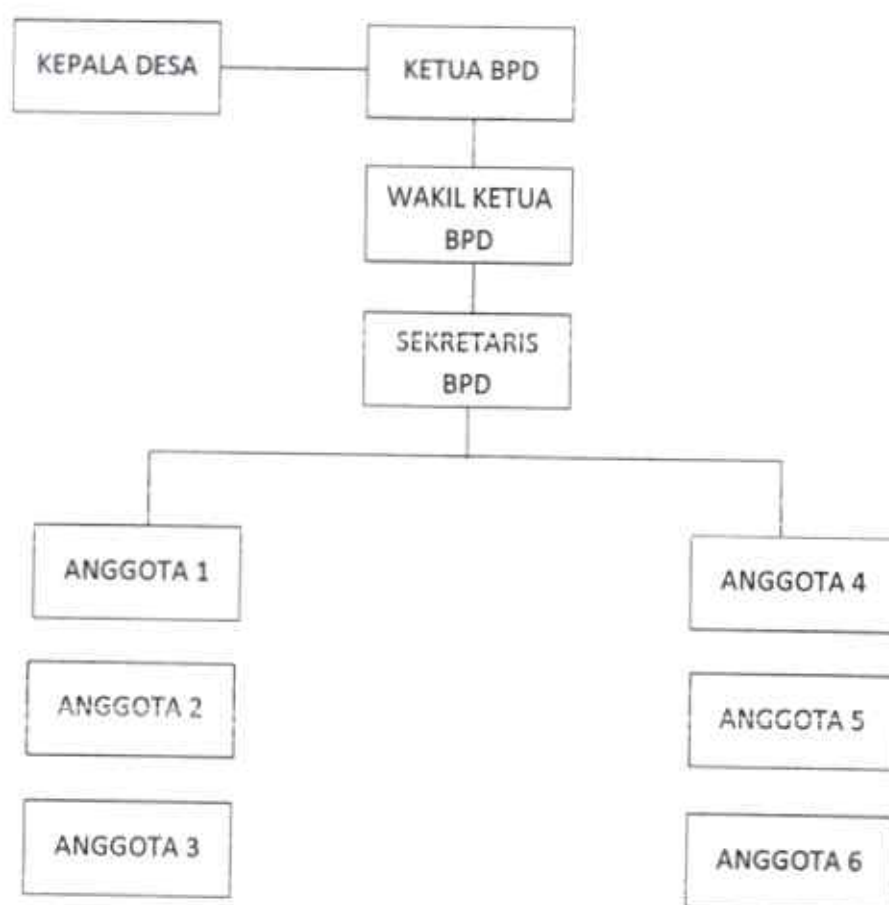 KEPALA DESA
KETUA BPD
WAKIL KETUA
BPD
SEKRETARIS
BPD
ANGGOTA 1
ANGGOTA 4
ANGGOTA 2
ANGGOTA 5
ANGGOTA 3
ANGGOTA 6